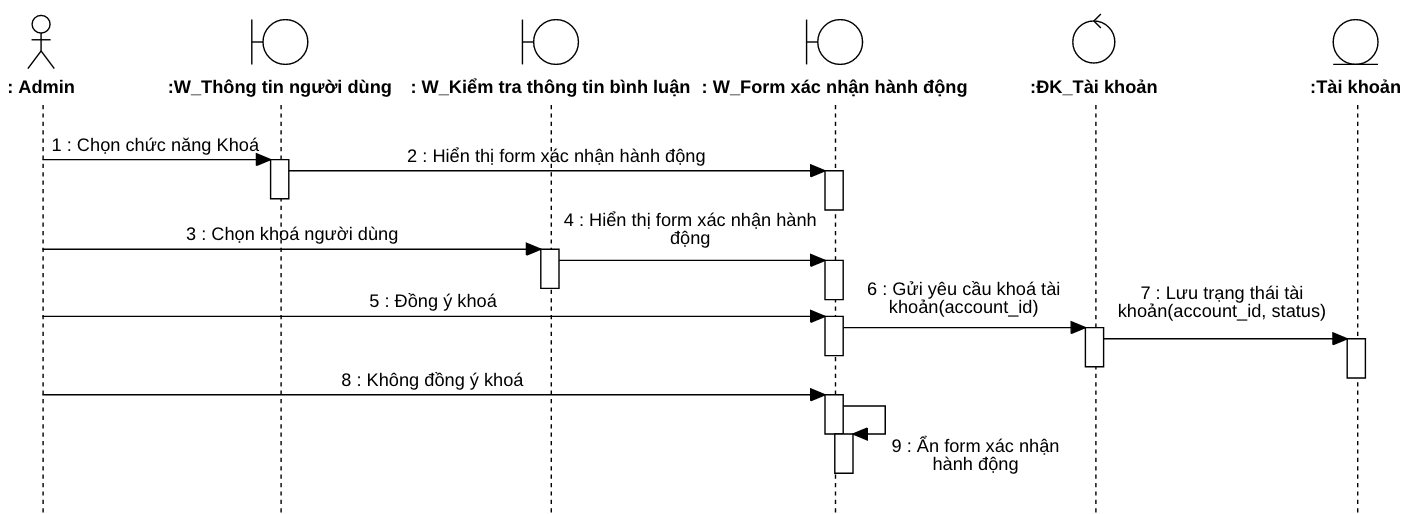 : Admin
:W_Thông tin người dùng
: W_Kiểm tra thông tin bình luận
: W_Form xác nhận hành động
:ĐK_Tài khoản
:Tài khoản
1 : Chọn chức năng Khoá
2 : Hiển thị form xác nhận hành động
3 : Chọn khoá người dùng
4 : Hiển thị form xác nhận hành
động
5 : Đồng ý khoá
6 : Gửi yêu cầu khoá tài
khoản(account_id)
7 : Lưu trạng thái tài
khoản(account_id, status)
8 : Không đồng ý khoá
9 : Ẩn form xác nhận
hành động